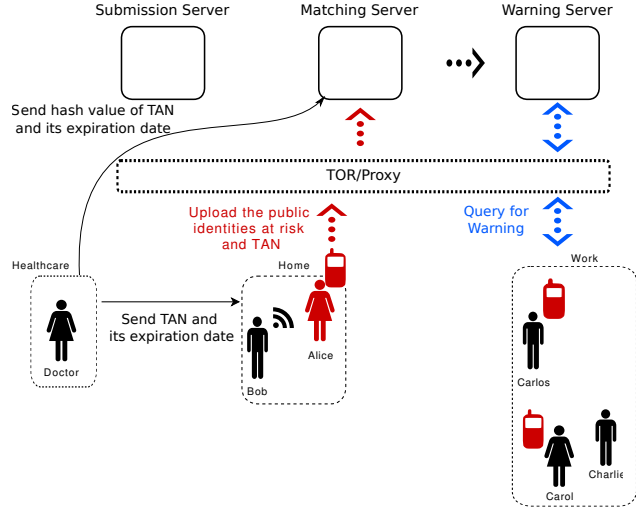 Submission Server
Matching Server
Warning Server
Send hash value of TAN
and its expiration date
TOR/Proxy
Upload the public
identities at risk
and TAN
Query for
Warning
Healthcare
Home
Work
Send TAN and
its expiration date
Doctor
Bob
Alice
Carlos
Carol
Charlie